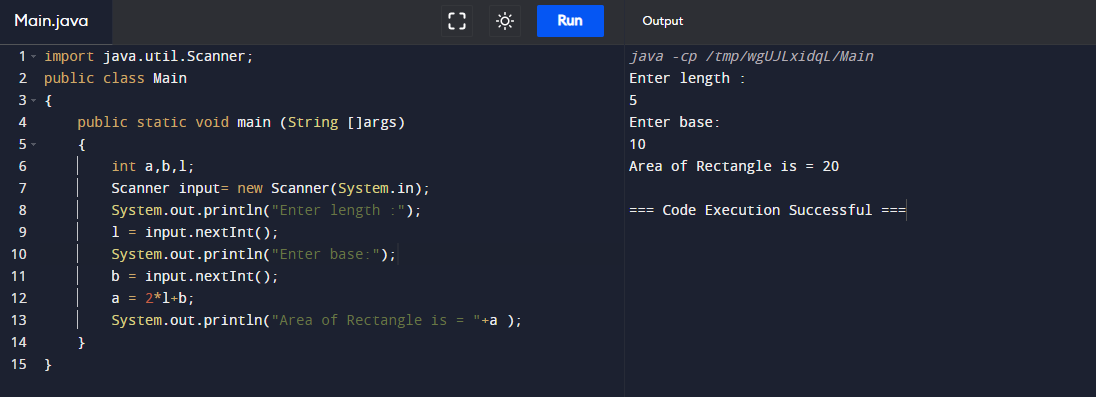 Main.java
Run
1 import java.util.Scanner;
2 public class Main
3 {
4 public static void main (String []args)
5 {
6 int a,b,l;
7 Scanner input= new Scanner(System.in);
8 System.out.println("Enter length :");
9 l = input.nextInt();
10 System.out.println("Enter base:");
11 b = input.nextInt();
12 a = 2*l+b;
13 System.out.println("Area of Rectangle is = "+a );
14 }
15 }
Output
java -cp /tmp/wgUJLxidqL/Main
Enter length :
5
Enter base:
10
Area of Rectangle is = 20
=== Code Execution Successful ===